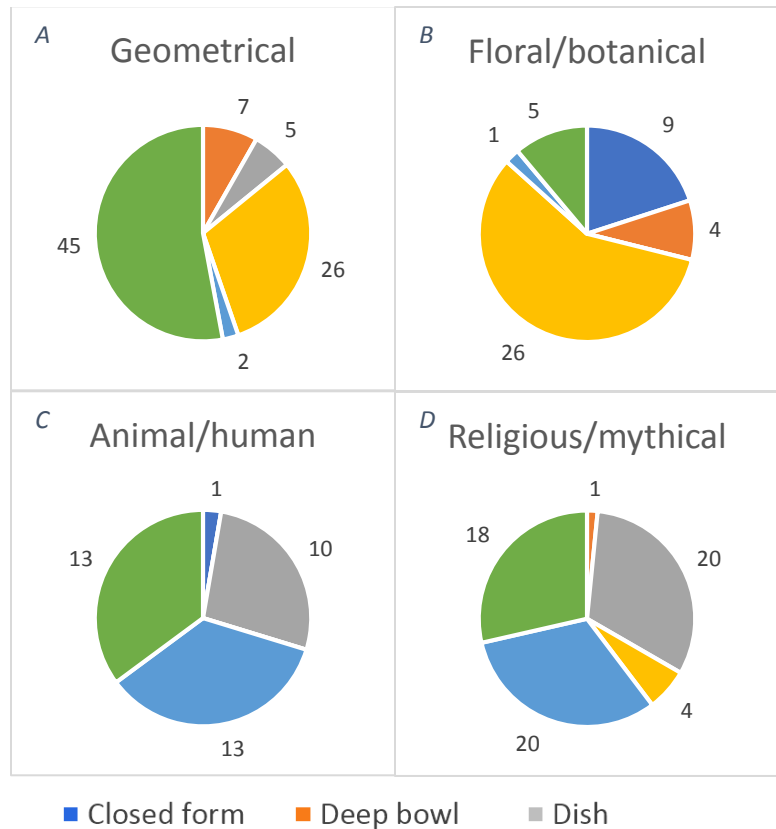 A
Geometrical
7
5
45
26
2
B
Floral/botanical
5
9
1
4
26
C
Animal/human
1
13
10
13
D
Religious/mythical
1
18
20
4
20
Closed form Deep bowl Dish